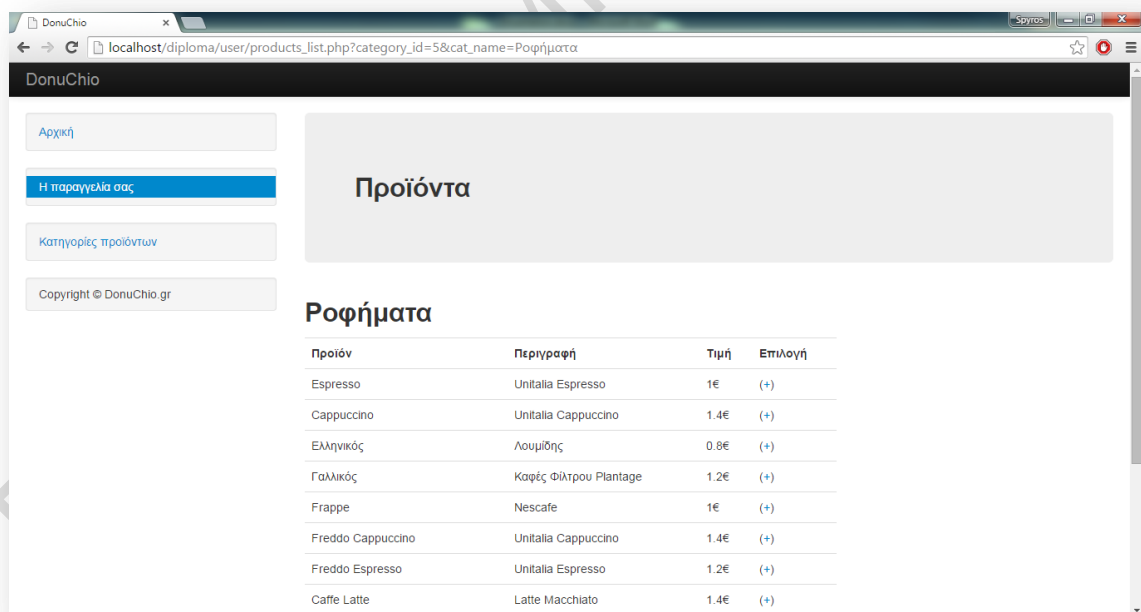 DonuChio
Spyros
localhost/diploma/user/products_list.php?category_id=5&cat_name=Ροφήματα
DonuChio
Αρχική
Η παραγγελία σας
Κατηγορίες προϊόντων
Copyright © DonuChio.gr
Προϊόντα
Ροφήματα
Προϊόν Περιγραφή Τιμή Επιλογή
Espresso Unitalia Espresso 1€ (+)
Cappuccino Unitalia Cappuccino 1.4€ (+)
Ελληνικός Λουμίδης 0.8€ (+)
Γαλλικός Καφές Φίλτρου Plantage 1.2€ (+)
Frappe Nescafe 1€ (+)
Freddo Cappuccino Unitalia Cappuccino 1.4€ (+)
Freddo Espresso Unitalia Espresso 1.2€ (+)
Caffe Latte Latte Macchiato 1.4€ (+)